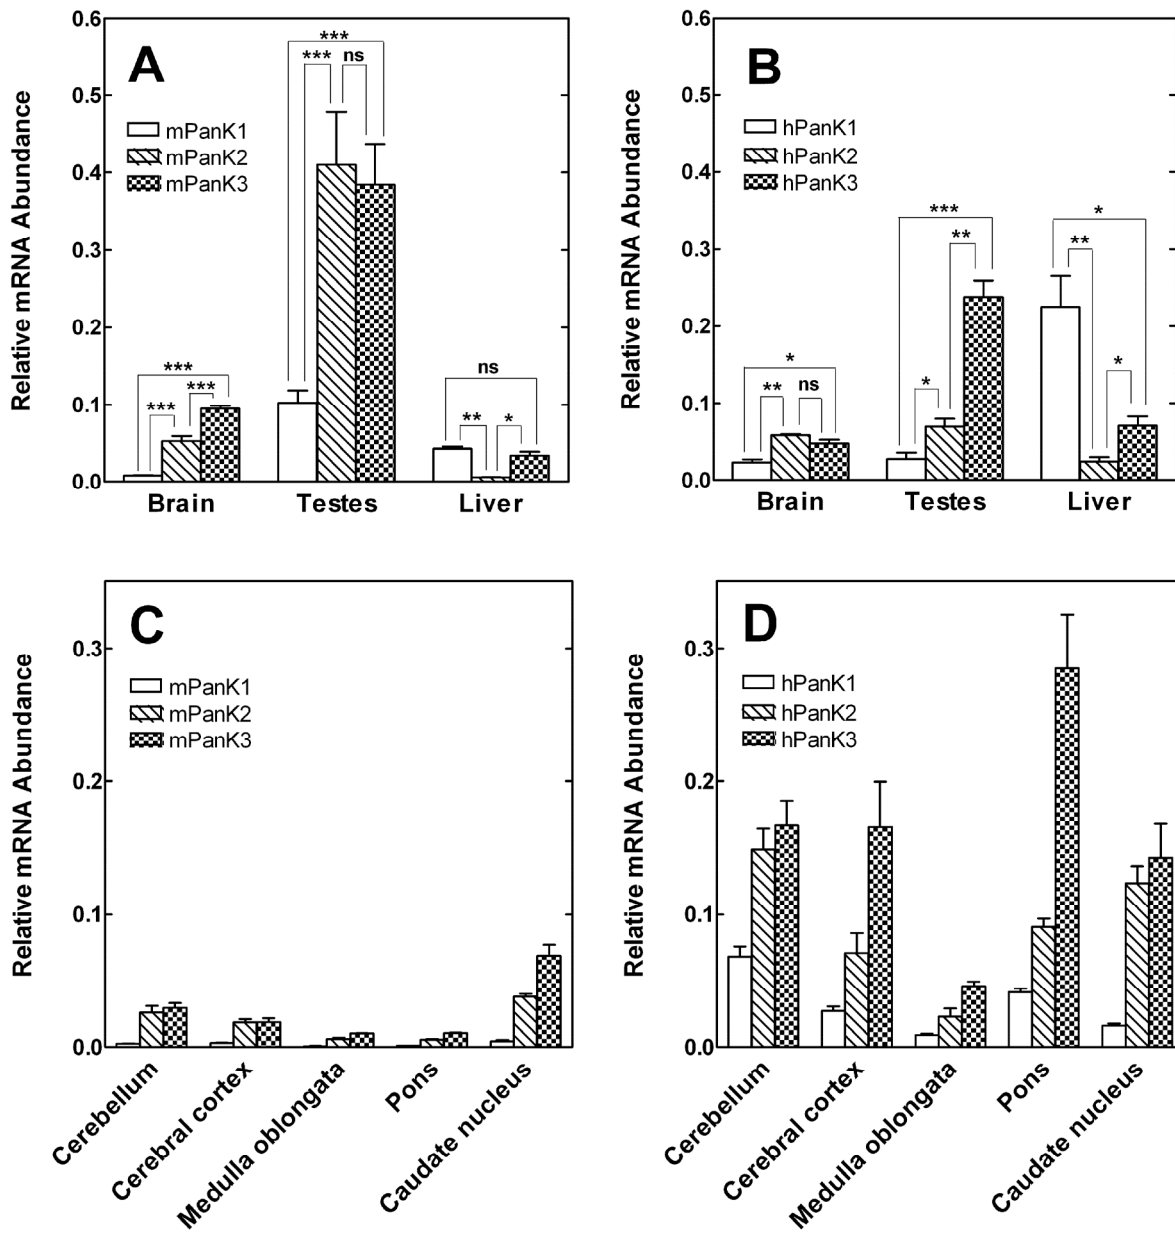 A
Relative mRNA Abundance
0.6
0.5
0.4
0.3
0.2
0.1
0.0
mPanK1
mPanK2
mPanK3
***
***
***
***
***
ns
ns
**
*
Brain Testes Liver
B
Relative mRNA Abundance
0.6
0.5
0.4
0.3
0.2
0.1
0.0
hPanK1
hPanK2
hPanK3
*
**
ns
***
**
*
*
**
*
Brain Testes Liver
C
Relative mRNA Abundance
0.3
0.2
0.1
0.0
mPanK1
mPanK2
mPanK3
Cerebellum
Cerebral cortex
Medulla oblongata
Pons
Caudate nucleus
D
Relative mRNA Abundance
0.3
0.2
0.1
0.0
hPanK1
hPanK2
hPanK3
Cerebellum
Cerebral cortex
Medulla oblongata
Pons
Caudate nucleus